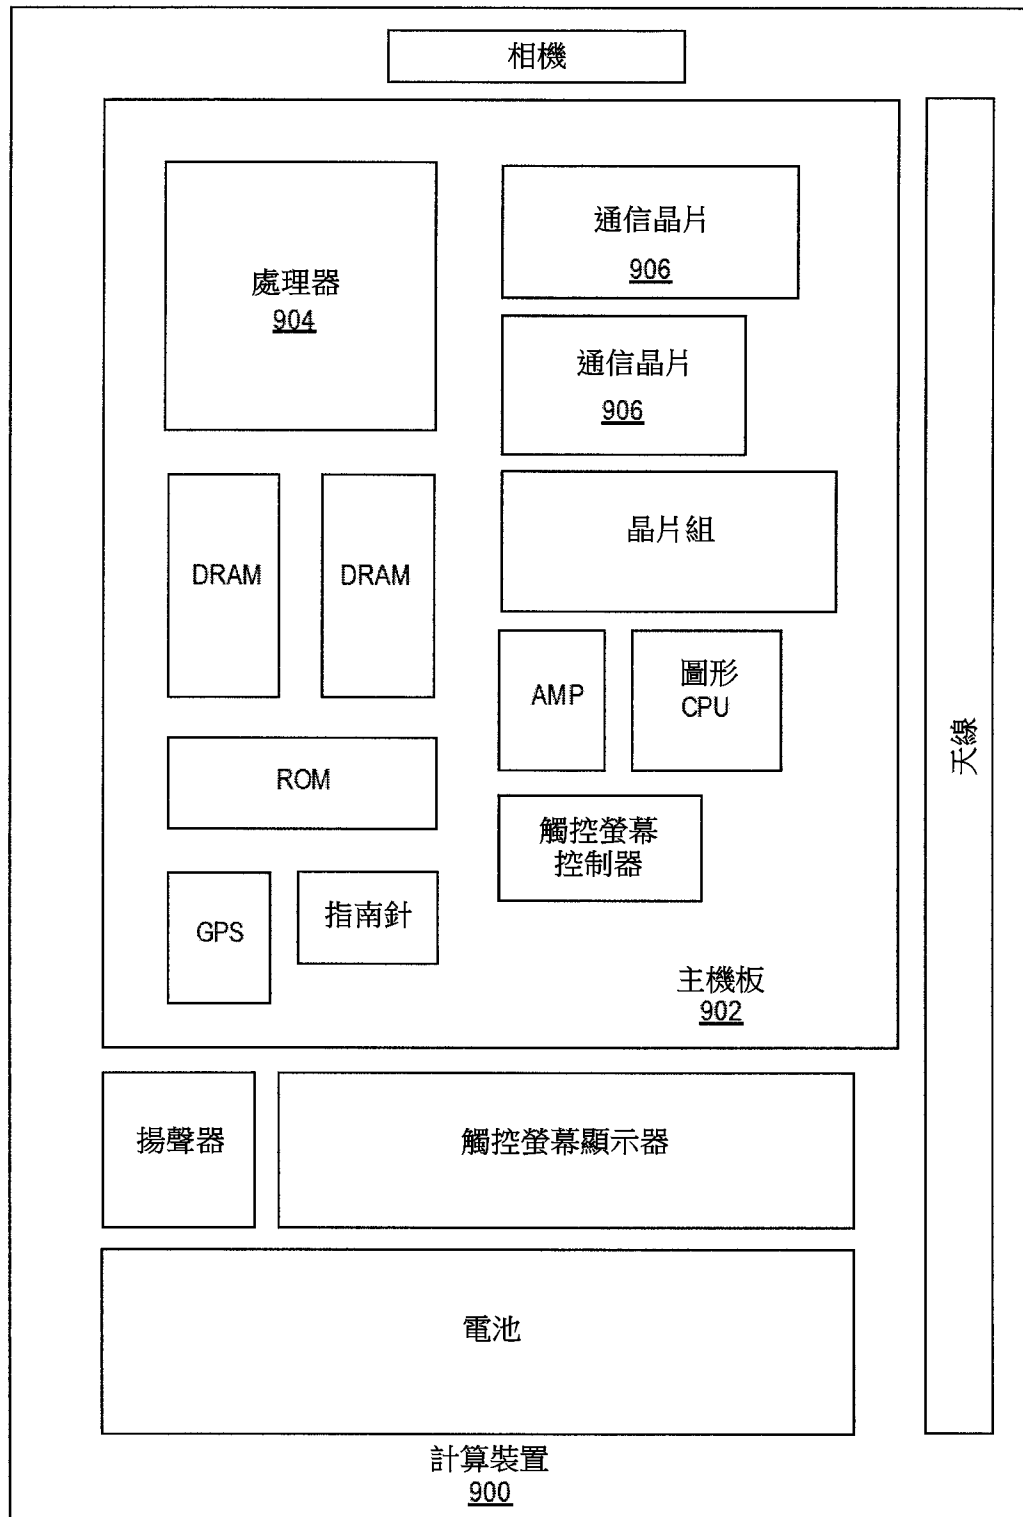 相機
處理器
904
通信晶片
906
通信晶片
906
DRAM
DRAM
晶片組
AMP
圖形
CPU
ROM
觸控螢幕
控制器
GPS
指南針
主機板
902
天線
揚聲器
觸控螢幕顯示器
電池
計算裝置
900